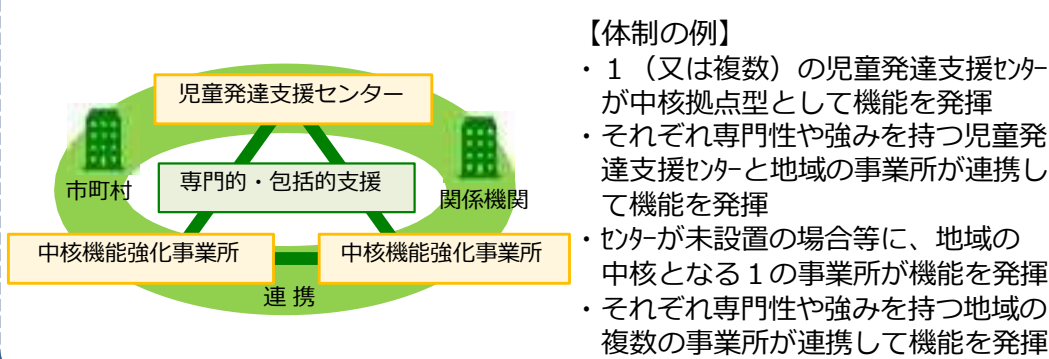 児童発達支援センター
市町村
専門的・包括的支援
関係機関
中核機能強化事業所
中核機能強化事業所
連 携
【体制の例】
・１（又は複数）の児童発達支援ｾﾝﾀｰ
が中核拠点型として機能を発揮
・それぞれ専門性や強みを持つ児童発
達支援ｾﾝﾀｰと地域の事業所が連携し
て機能を発揮
・ｾﾝﾀｰが未設置の場合等に、地域の
中核となる１の事業所が機能を発揮
・それぞれ専門性や強みを持つ地域の
複数の事業所が連携して機能を発揮